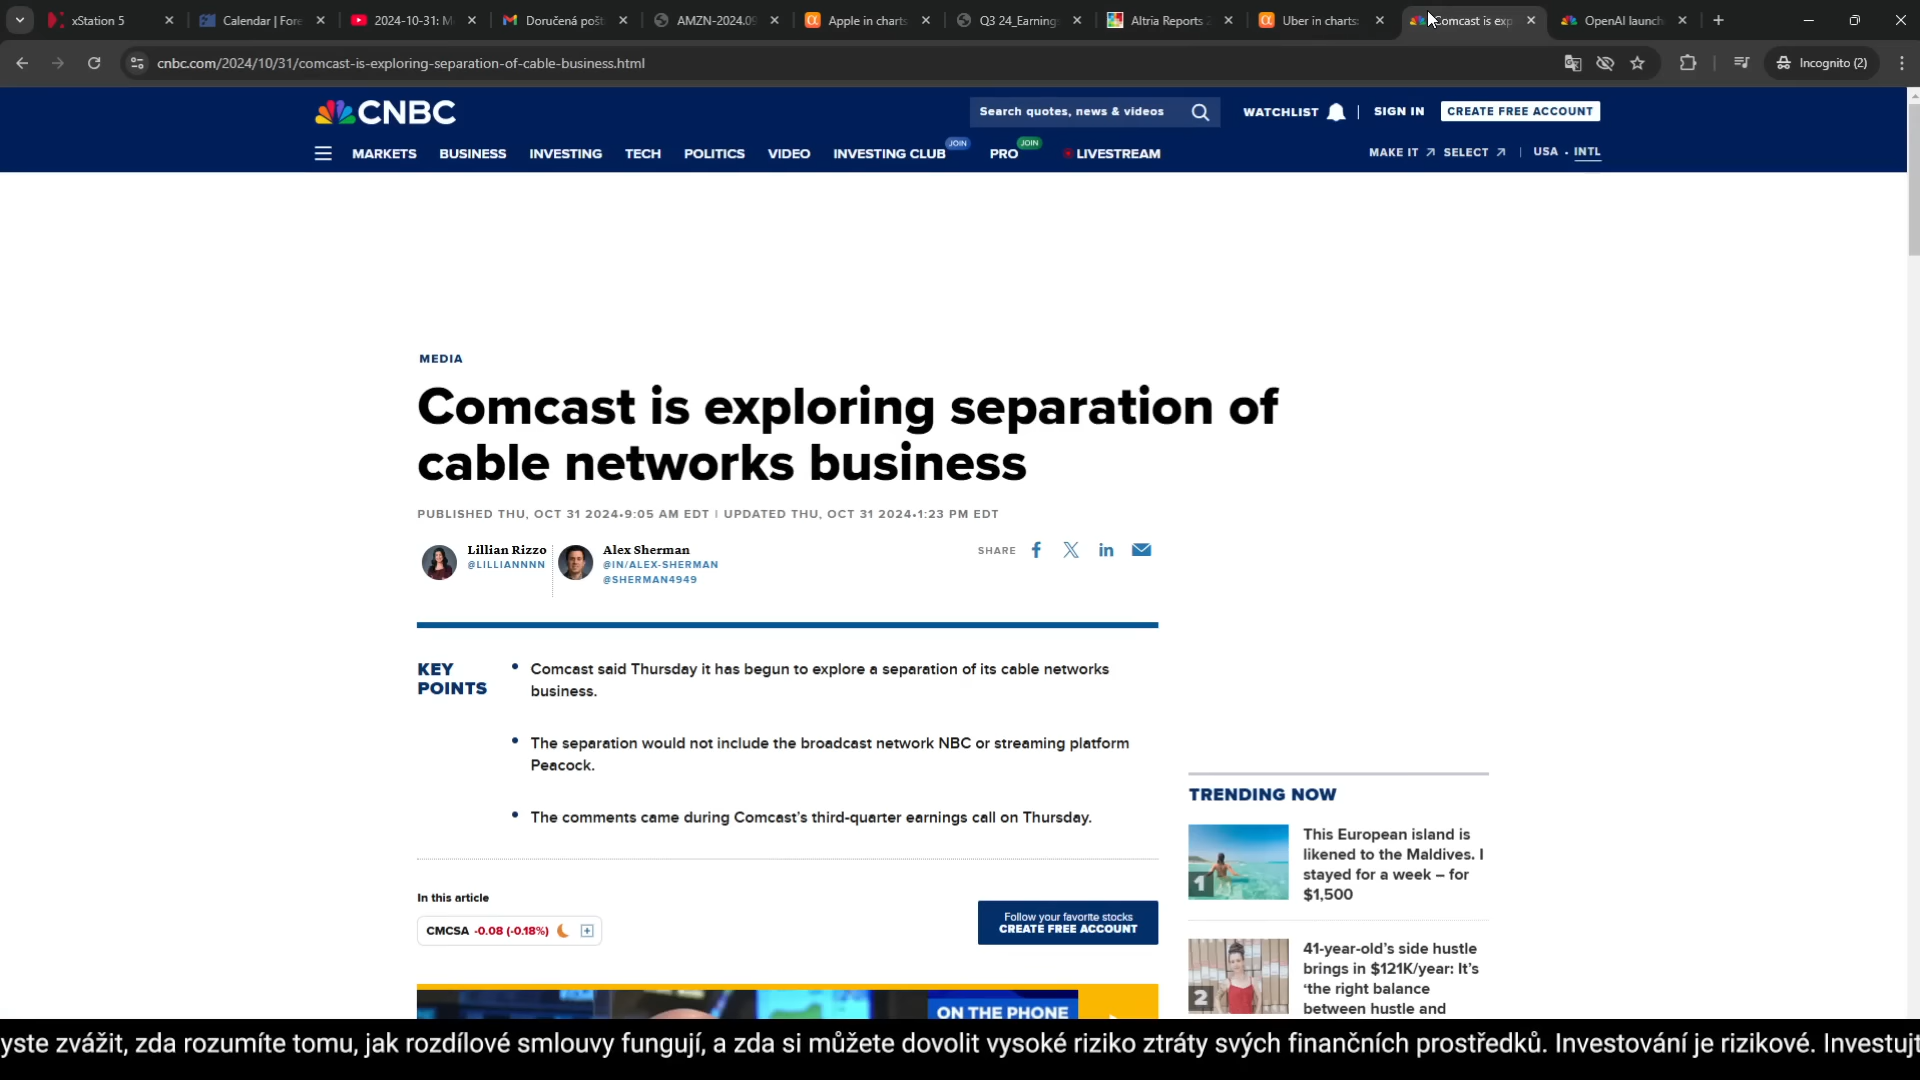 xStation 5
Calendar | Fore
2024-10-31: M
Doručená pošt
AMZN-2024.09
Apple in charts
Q3 24_Earning
Altria Reports 2
Uber in charts:
Comcast is exp
OpenAI launch
cnbc.com/2024/10/31/comcast-is-exploring-separation-of-cable-business.html
Incognito (2)
CNBC
Search quotes, news & videos
WATCHLIST
SIGN IN
CREATE FREE ACCOUNT
MARKETS BUSINESS INVESTING TECH POLITICS VIDEO INVESTING CLUB JOIN PRO JOIN LIVESTREAM
MAKE IT SELECT USA • INTL
MEDIA
Comcast is exploring separation of
cable networks business
PUBLISHED THU, OCT 31 2024•9:05 AM EDT | UPDATED THU, OCT 31 2024•1:23 PM EDT
Lillian Rizzo
@LILLIANNNN
Alex Sherman
@IN/ALEX-SHERMAN
@SHERMAN4949
SHARE
KEY
POINTS
Comcast said Thursday it has begun to explore a separation of its cable networks
business.
The separation would not include the broadcast network NBC or streaming platform
Peacock.
The comments came during Comcast's third-quarter earnings call on Thursday.
In this article
CMCSA -0.08 (-0.18%)
Follow your favorite stocks
CREATE FREE ACCOUNT
ON THE PHONE
TRENDING NOW
1
This European island is
likened to the Maldives. I
stayed for a week – for
$1,500
2
41-year-old's side hustle
brings in $121K/year: It's
'the right balance
between hustle and
yste zvážit, zda rozumíte tomu, jak rozdílové smlouvy fungují, a zda si můžete dovolit vysoké riziko ztráty svých finančních prostředků. Investování je rizikové. Investujt